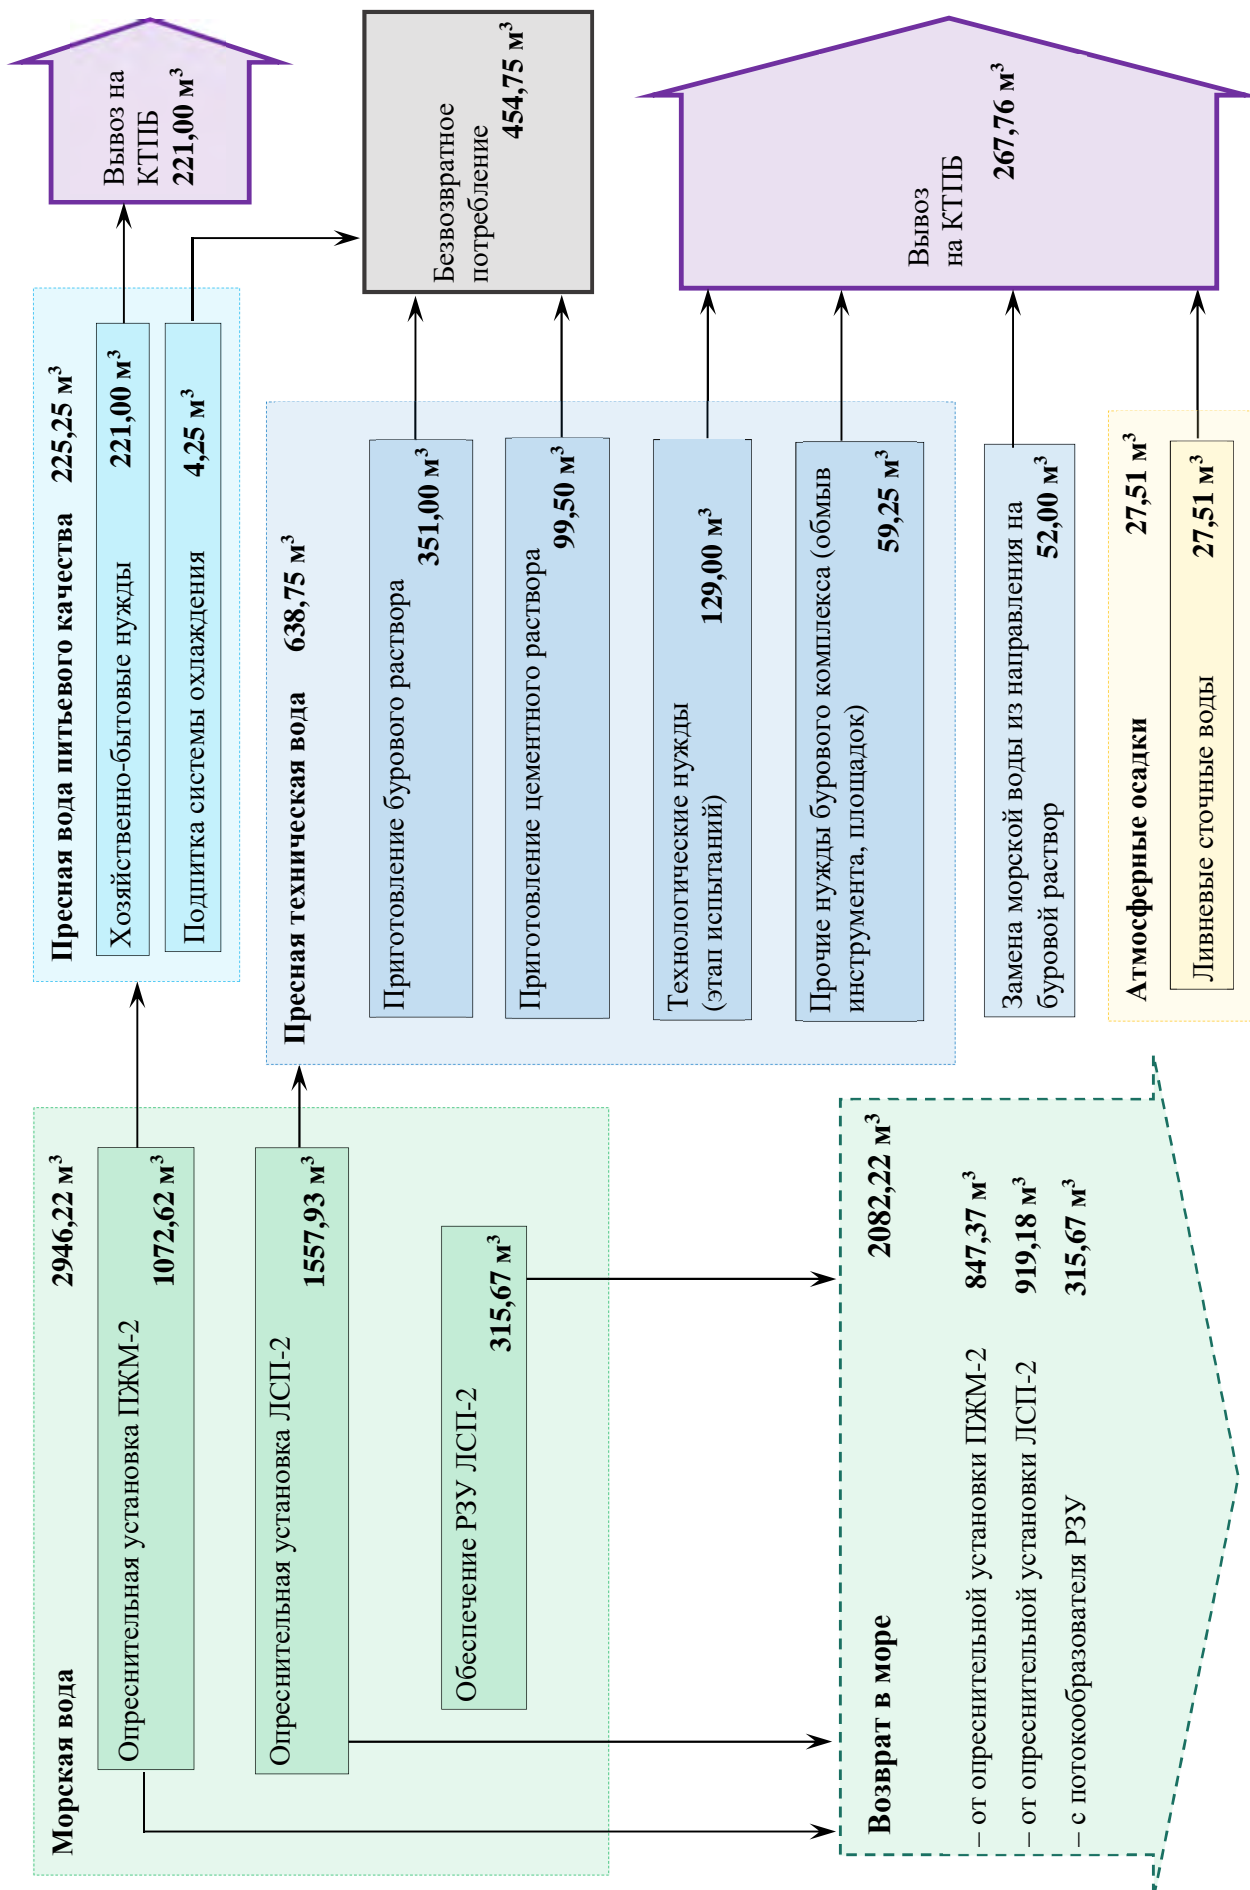 Морская вода 2946,22 м³
Опреснительная установка ПЖМ-2
1072,62 м³
Опреснительная установка ЛСП-2
1557,93 м³
Обеспечение РЗУ ЛСП-2
315,67 м³
Возврат в море 2082,22 м³
– от опреснительной установки ПЖМ-2 847,37 м³
– от опреснительной установки ЛСП-2 919,18 м³
– с потокообразователя РЗУ 315,67 м³
Пресная вода питьевого качества 225,25 м³
Хозяйственно-бытовые нужды 221,00 м³
Подпитка системы охлаждения 4,25 м³
Пресная техническая вода 638,75 м³
Приготовление бурового раствора
351,00 м³
Приготовление цементного раствора
99,50 м³
Технологические нужды
(этап испытаний) 129,00 м³
Прочие нужды бурового комплекса (обмыв
инструмента, площадок) 59,25 м³
Замена морской воды из направления на
буровой раствор 52,00 м³
Атмосферные осадки 27,51 м³
Ливневые сточные воды 27,51 м³
Вывоз на
КТПБ
221,00 м³
Безвозвратное
потребление
454,75 м³
Вывоз
на КТПБ
267,76 м³